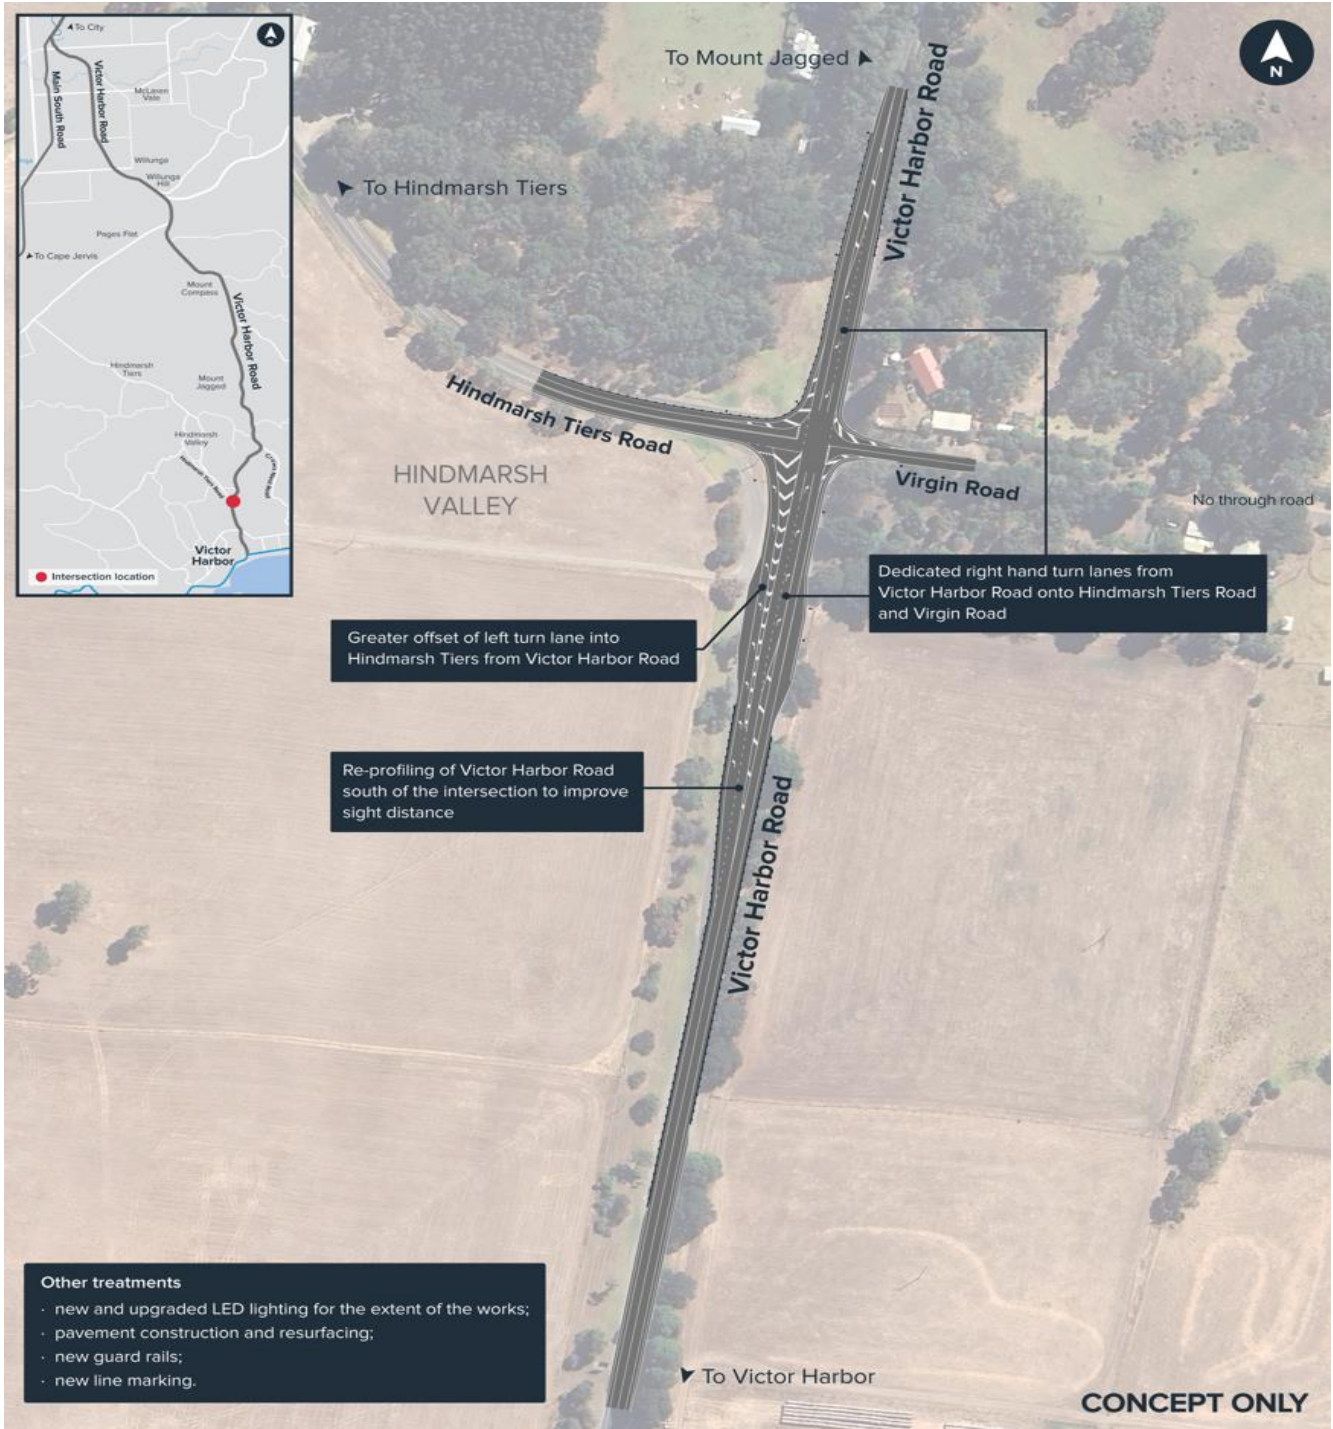 To City
Main South Road
Victor Harbor Road
McLaren
Vale
Willunga
Willunga
Hill
Pages Flat
To Cape Jervis
Mount
Compass
Victor Harbor Road
Hindmarsh
Tiers
Mount
Jagged
Hindmarsh
Valley
Hindmarsh Tiers Road
Victor
Harbor
Intersection location
To Mount Jagged
N
Victor Harbor Road
To Hindmarsh Tiers
Hindmarsh Tiers Road
HINDMARSH
VALLEY
Virgin Road
No through road
Dedicated right hand turn lanes from
Victor Harbor Road onto Hindmarsh Tiers Road
and Virgin Road
Greater offset of left turn lane into
Hindmarsh Tiers from Victor Harbor Road
Re-profiling of Victor Harbor Road
south of the intersection to improve
sight distance
Victor Harbor Road
Other treatments
· new and upgraded LED lighting for the extent of the works;
· pavement construction and resurfacing;
· new guard rails;
· new line marking.
To Victor Harbor
CONCEPT ONLY